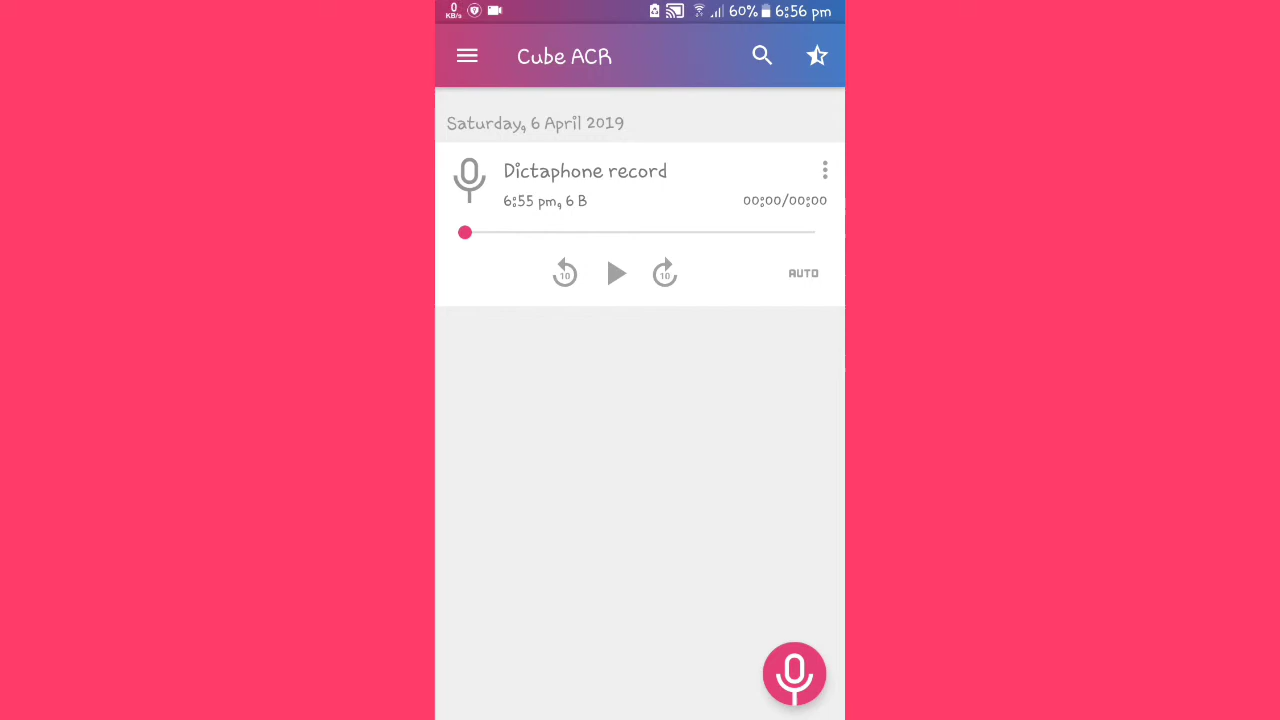 0
KB/s
60% 6:56 pm
Cube ACR
Saturday, 6 April 2019
Dictaphone record
6:55 pm, 6 B
00:00/00:00
10
10
AUTO